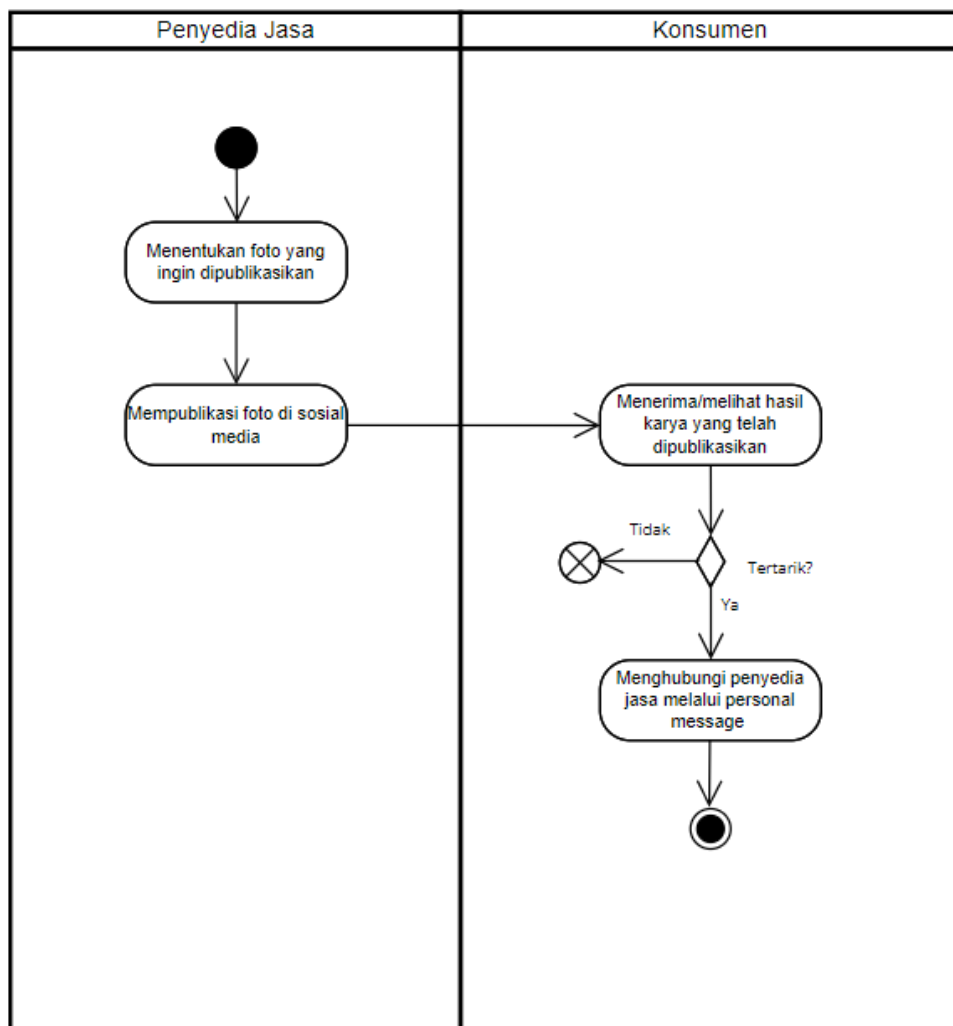 Penyedia Jasa
Konsumen
Menentukan foto yang
ingin dipublikasikan
Mempublikasi foto di sosial
media
Menerima/melihat hasil
karya yang telah
dipublikasikan
Tidak
Tertarik?
Ya
Menghubungi penyedia
jasa melalui personal
message